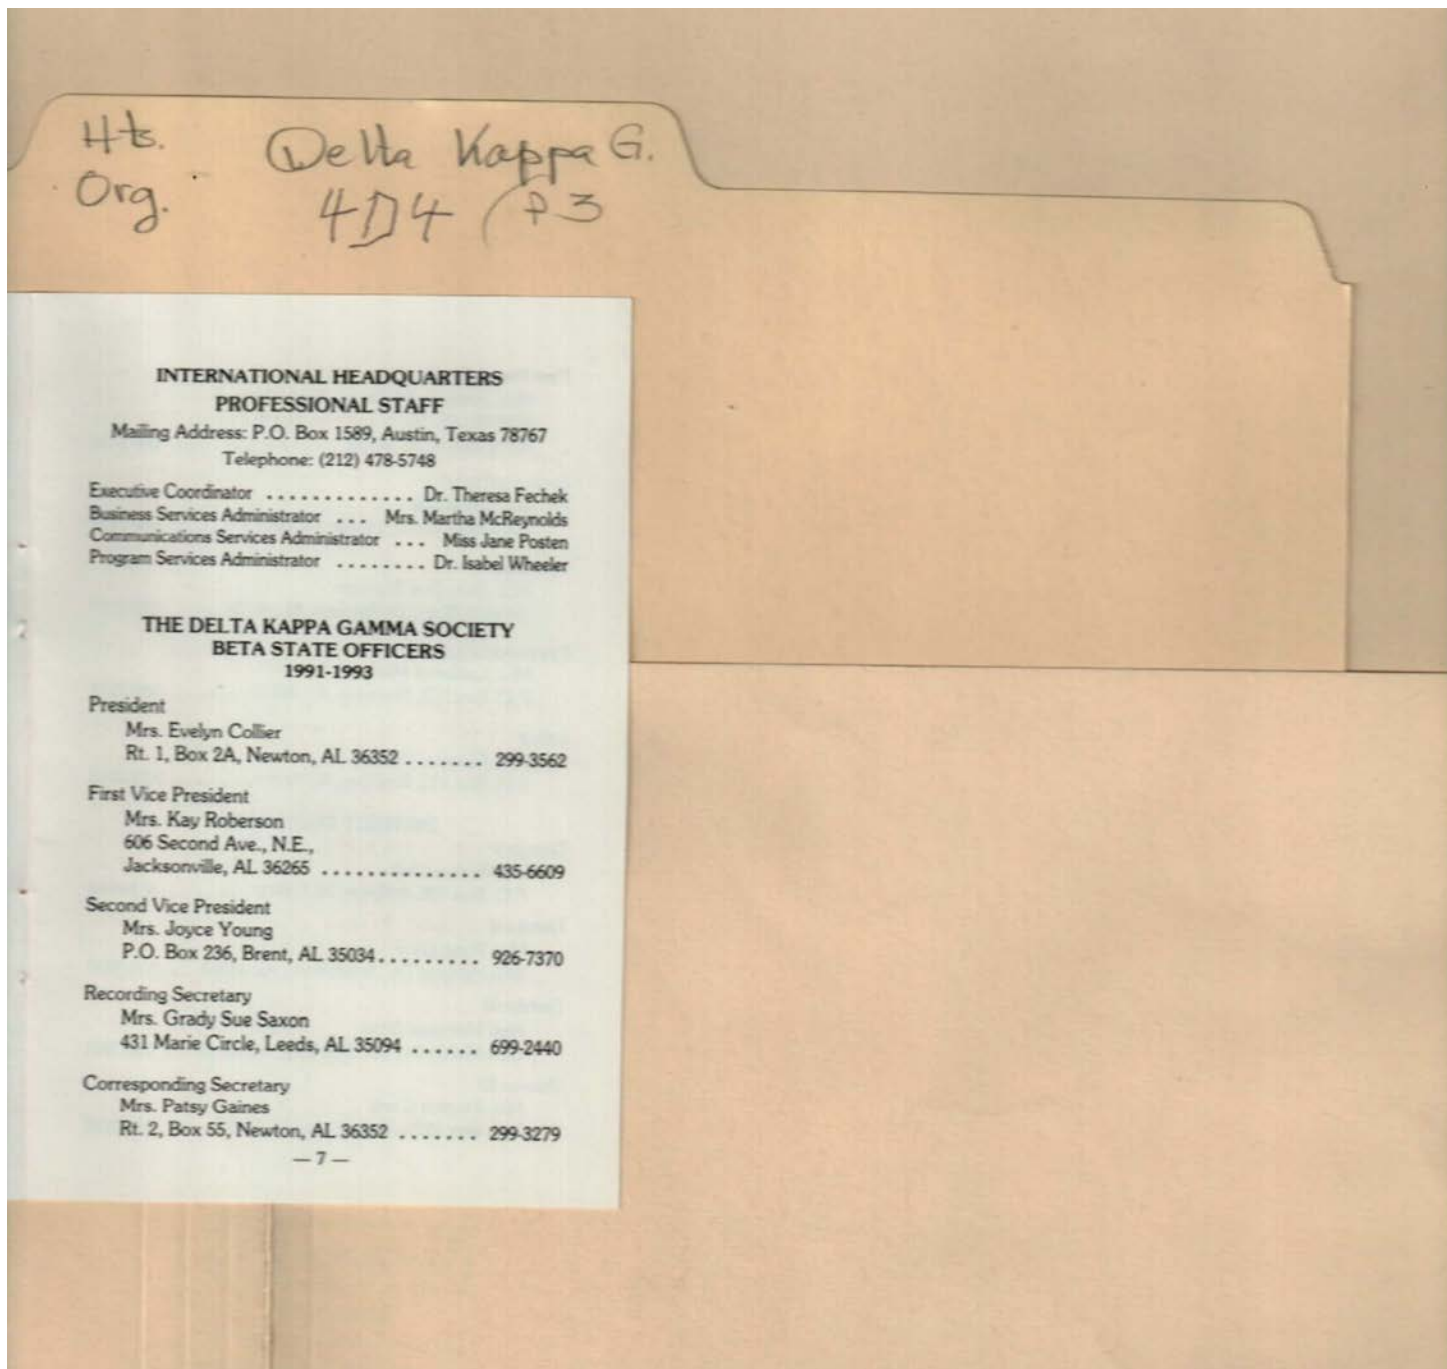 Hts. Delta Kappa G.
Org. 4D4 (P3
INTERNATIONAL HEADQUARTERS
PROFESSIONAL STAFF
Mailing Address: P.O. Box 1589, Austin, Texas 78767
Telephone: (212) 478-5748
Executive Coordinator ............. Dr. Theresa Fechek
Business Services Administrator ... Mrs. Martha McReynolds
Communications Services Administrator ... Miss Jane Posten
Program Services Administrator ........ Dr. Isabel Wheeler
THE DELTA KAPPA GAMMA SOCIETY
BETA STATE OFFICERS
1991-1993
President
Mrs. Evelyn Collier
Rt. 1, Box 2A, Newton, AL 36352 ....... 299-3562
First Vice President
Mrs. Kay Roberson
606 Second Ave., N.E.,
Jacksonville, AL 36265 .............. 435-6609
Second Vice President
Mrs. Joyce Young
P.O. Box 236, Brent, AL 35034......... 926-7370
Recording Secretary
Mrs. Grady Sue Saxon
431 Marie Circle, Leeds, AL 35094 ...... 699-2440
Corresponding Secretary
Mrs. Patsy Gaines
Rt. 2, Box 55, Newton, AL 36352 ....... 299-3279
— 7 —